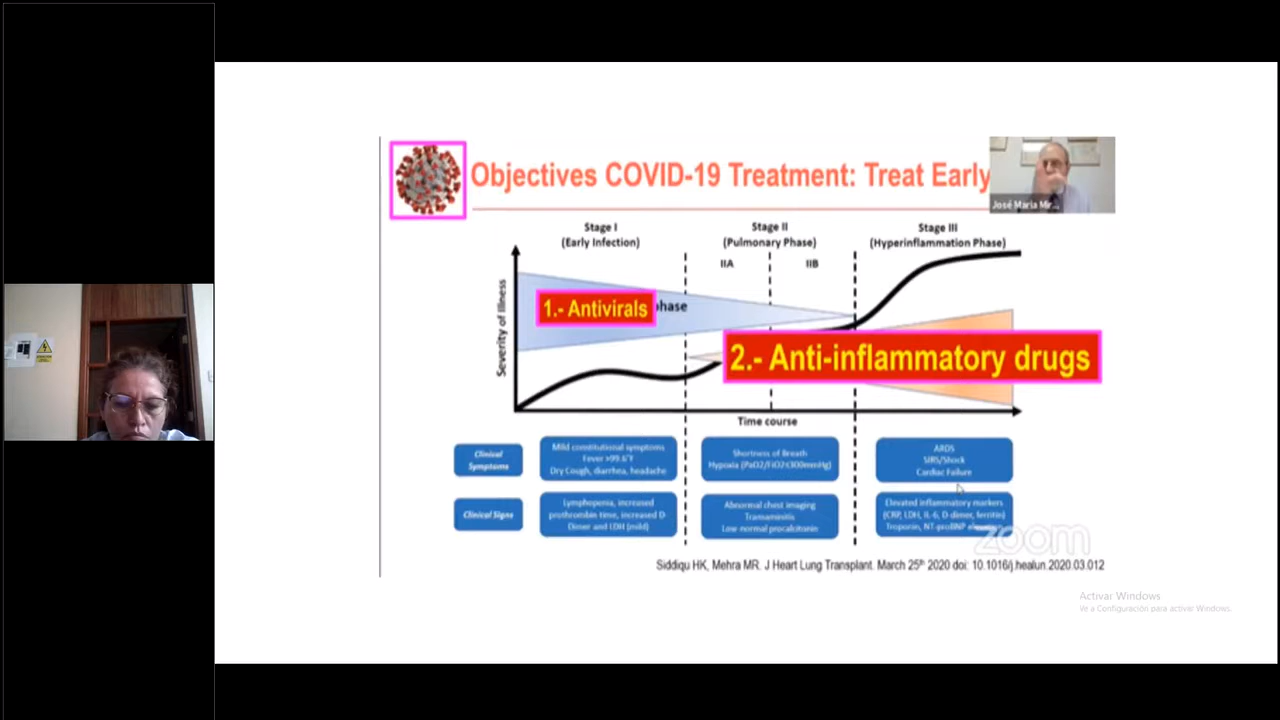 Objectives COVID-19 Treatment: Treat Early
José María Mir...
Stage I
(Early Infection)
Stage II
(Pulmonary Phase)
Stage III
(Hyperinflammation Phase)
IIA
IIB
Severity of Illness
1.- Antivirals
phase
2.- Anti-inflammatory drugs
Time course
Clinical
Symptoms
Mild constitutional symptoms
Fever >99.6°F
Dry Cough, diarrhea, headache
Shortness of Breath
Hypoxia (PaO2/FiO2≤300mmHg)
ARDS
SIRS/Shock
Cardiac Failure
Clinical Signs
Lymphopenia, increased
prothrombin time, increased D-
Dimer and LDH (mild)
Abnormal chest imaging
Transaminitis
Low-normal procalcitonin
Elevated inflammatory markers
(CRP, LDH, IL-6, D-dimer, ferritin)
Troponin, NT-proBNP
zoom
Siddiqu HK, Mehra MR. J Heart Lung Transplant. March 25th 2020 doi: 10.1016/j.healun.2020.03.012
Activar Windows
Ve a Configuración para activar Windows.